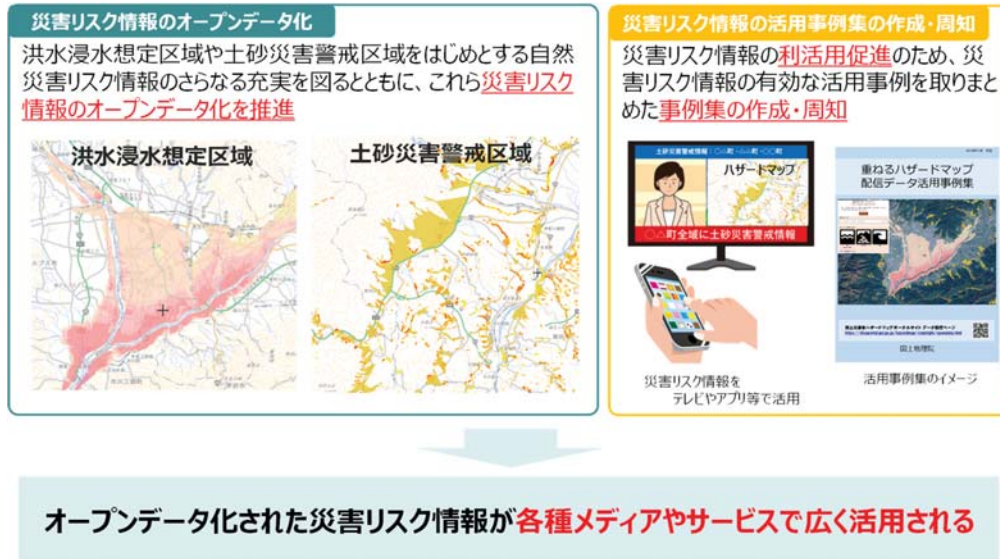 災害リスク情報のオープンデータ化
洪水浸水想定区域や土砂災害警戒区域をはじめとする自然
災害リスク情報のさらなる充実を図るとともに、これら災害リスク
情報のオープンデータ化を推進
洪水浸水想定区域
土砂災害警戒区域
災害リスク情報の活用事例集の作成・周知
災害リスク情報の利活用促進のため、災
害リスク情報の有効な活用事例を取りまと
めた事例集の作成・周知
ハザードマップ
〇△町全域に土砂災害警戒情報
災害リスク情報を
テレビやアプリ等で活用
重ねるハザードマップ
配信データ活用事例集
国土地理院
活用事例集のイメージ
オープンデータ化された災害リスク情報が各種メディアやサービスで広く活用される